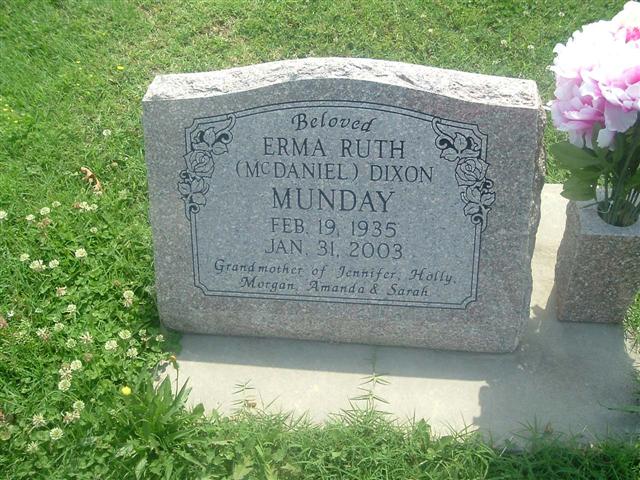 Beloved
ERMA RUTH
(McDANIEL) DIXON
MUNDAY
FEB. 19, 1935
JAN. 31, 2003
Grandmother of Jennifer, Holly,
Morgan, Amanda & Sarah